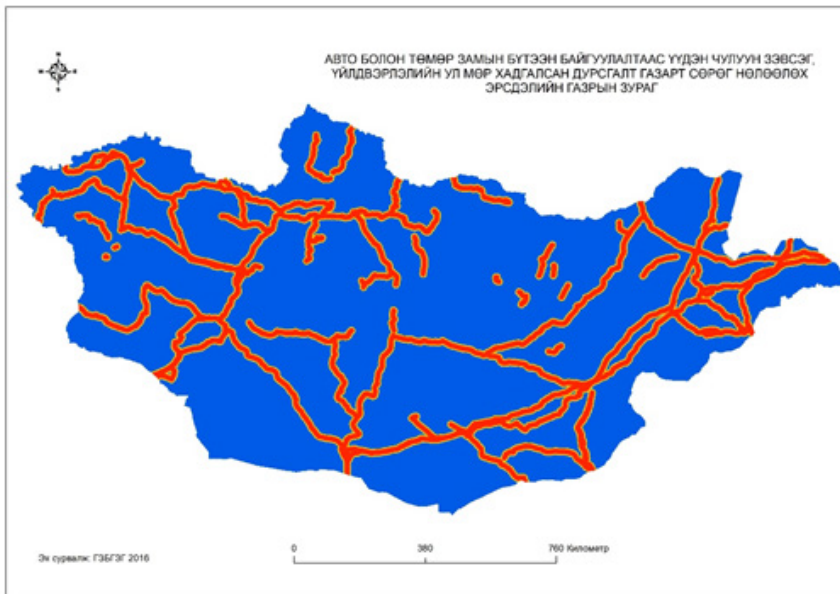 АВТО БОЛОН ТӨМӨР ЗАМЫН БҮТЭЭН БАЙГУУЛАЛТААС ҮҮДЭН ЧУЛУУН ЗЭВСЭГ,
ҮЙЛДВЭРЛЭЛИЙН УЛ МӨР ХАДГАЛСАН ДУРСГАЛТ ГАЗАРТ СӨРӨГ НӨЛӨӨЛӨХ
ЭРСДЭЛИЙН ГАЗРЫН ЗУРАГ
0 380 760 Километр
Эх сурвалж: ГЗБГЗГ 2016